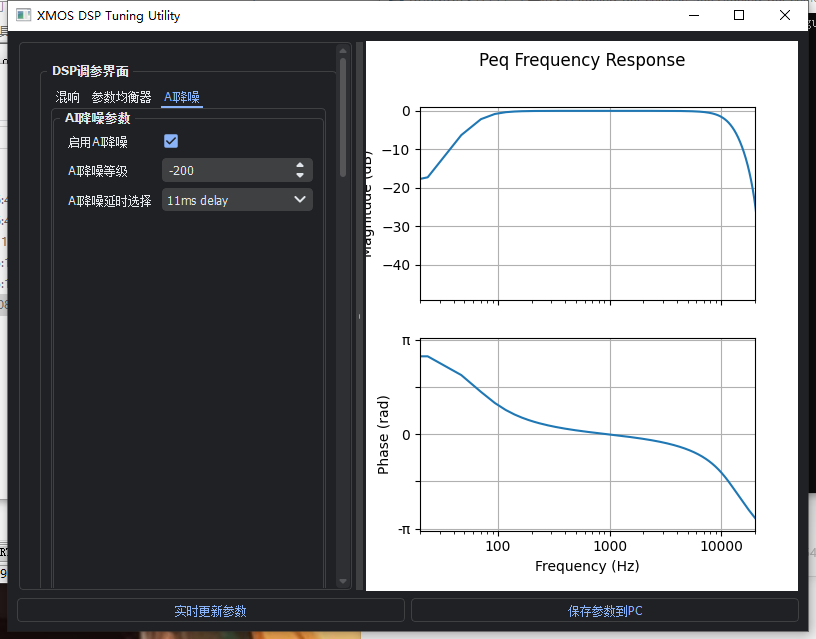 XMOS DSP Tuning Utility
DSP调参界面
混响 参数均衡器 AI降噪
AI降噪参数
启用AI降噪
AI降噪等级 -200
AI降噪延时选择 11ms delay
Peq Frequency Response
Magnitude (dB)
0
−10
−20
−30
−40
Phase (rad)
π
0
-π
100 1000 10000
Frequency (Hz)
实时更新参数 保存参数到PC